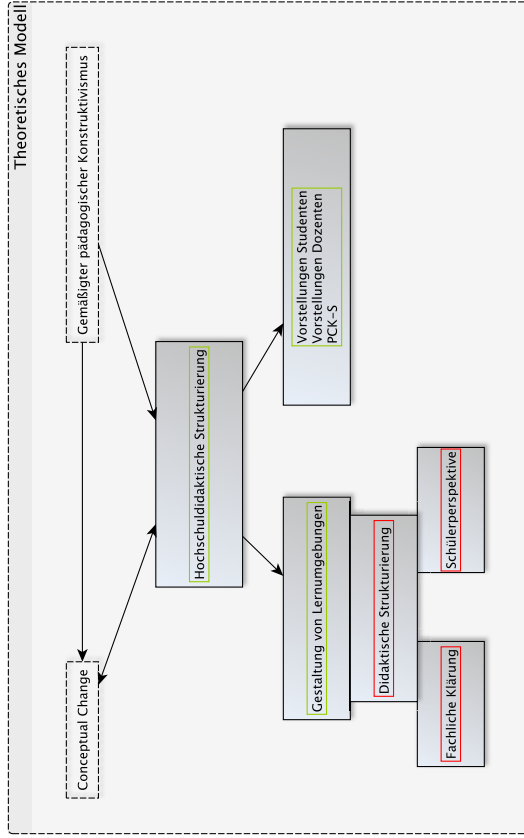 Theoretisches Modell
Conceptual Change
Gemäßigter pädagogischer Konstruktivismus
Hochschuldidaktische Strukturierung
Gestaltung von Lernumgebungen
Vorstellungen Studenten
Vorstellungen Dozenten
PCK-S
Didaktische Strukturierung
Fachliche Klärung
Schülerperspektive